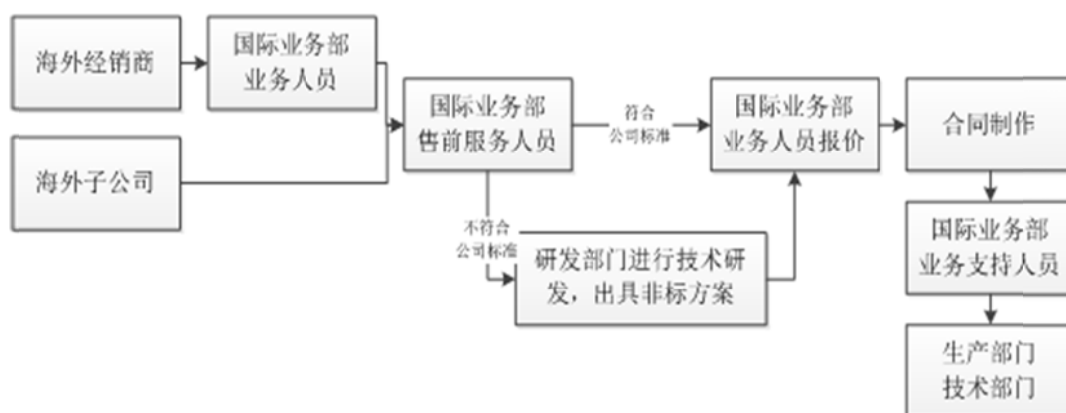 海外经销商
国际业务部
业务人员
海外子公司
国际业务部
售前服务人员
符合
公司标准
不符合
公司标准
研发部门进行技术研
发，出具非标方案
国际业务部
业务人员报价
合同制作
国际业务部
业务支持人员
生产部门
技术部门